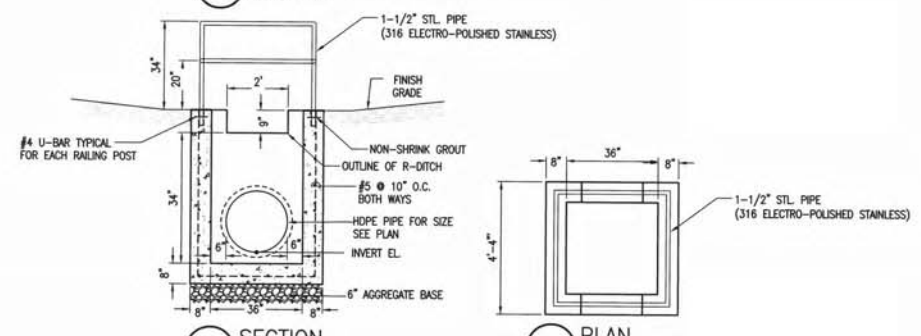 1-1/2" STL. PIPE
(316 ELECTRO-POLISHED STAINLESS)
34"
20"
2'
FINISH
GRADE
9"
#4 U-BAR TYPICAL
FOR EACH RAILING POST
NON-SHRINK GROUT
OUTLINE OF R-DITCH
#5 @ 10" O.C.
BOTH WAYS
34"
HDPE PIPE FOR SIZE
SEE PLAN
6"
6"
INVERT EL.
8"
6" AGGREGATE BASE
8"
36"
8"
SECTION
8"
36"
8"
1-1/2" STL. PIPE
(316 ELECTRO-POLISHED STAINLESS)
4'-4"
PLAN